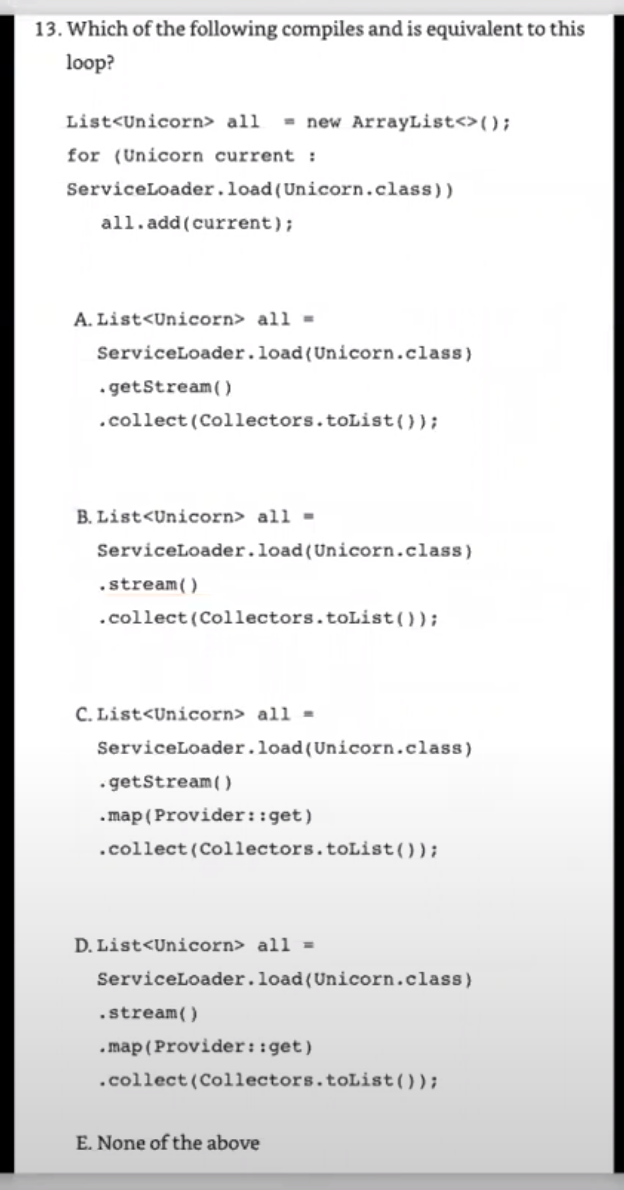 13. Which of the following compiles and is equivalent to this
loop?
List<Unicorn> all  = new ArrayList<>();
for (Unicorn current :
ServiceLoader.load(Unicorn.class))
   all.add(current);
A. List<Unicorn> all =
ServiceLoader.load(Unicorn.class)
.getStream()
.collect(Collectors.toList());
B. List<Unicorn> all =
ServiceLoader.load(Unicorn.class)
.stream()
.collect(Collectors.toList());
C. List<Unicorn> all =
ServiceLoader.load(Unicorn.class)
.getStream()
.map(Provider::get)
.collect(Collectors.toList());
D. List<Unicorn> all =
ServiceLoader.load(Unicorn.class)
.stream()
.map(Provider::get)
.collect(Collectors.toList());
E. None of the above